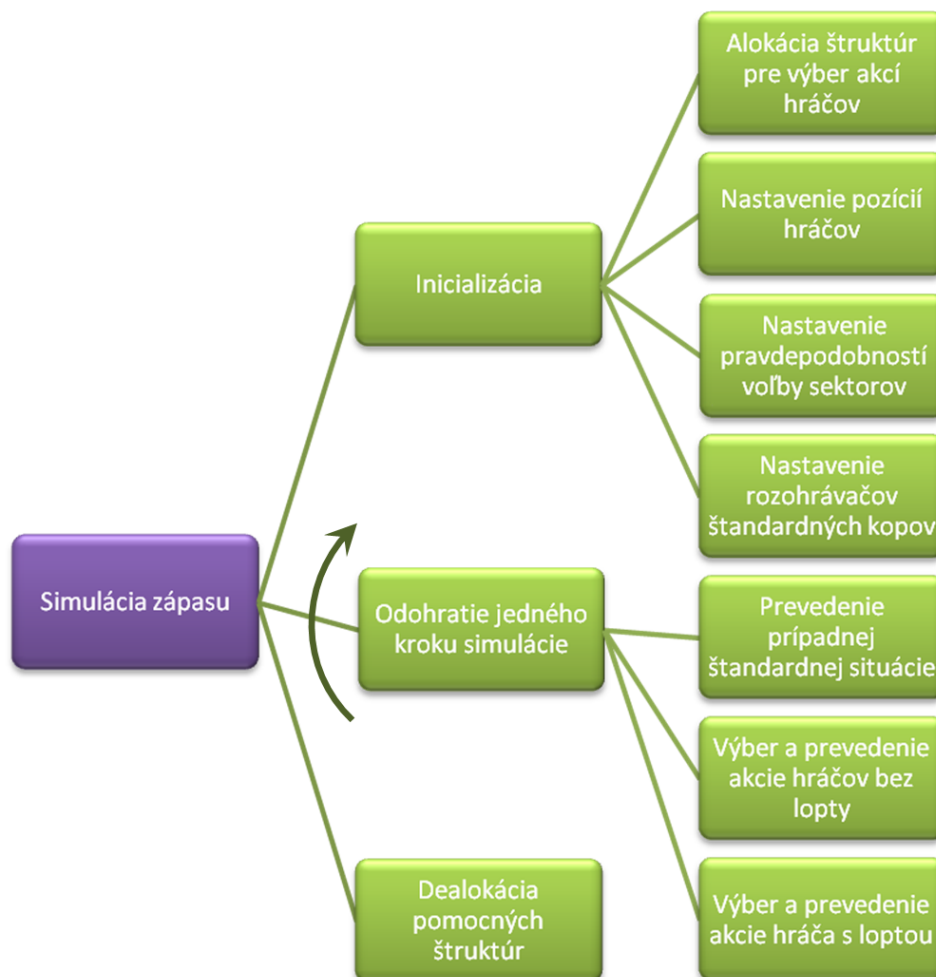 Simulácia zápasu
Inicializácia
Alokácia štruktúr
pre výber akcí
hráčov
Nastavenie pozícií
hráčov
Nastavenie
pravdepodobností
voľby sektorov
Nastavenie
rozohrávačov
štandardných kopov
Odohratie jedného
kroku simulácie
Prevedenie
prípadnej
štandardnej situácie
Výber a prevedenie
akcie hráčov bez
lopty
Výber a prevedenie
akcie hráča s loptou
Dealokácia
pomocných
štruktúr